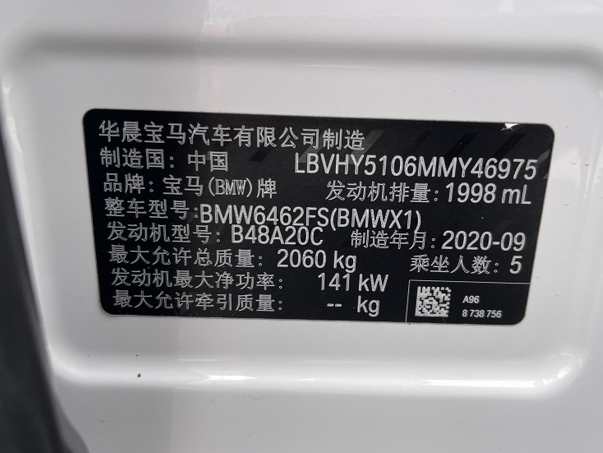 华晨宝马汽车有限公司制造
制造国: 中国 LBVHY5106MMY46975
品牌: 宝马(BMW)牌 发动机排量: 1998 mL
整车型号: BMW6462FS(BMWX1)
发动机型号: B48A20C 制造年月: 2020-09
最大允许总质量: 2060 kg 乘坐人数: 5
发动机最大净功率: 141 kW
最大允许牵引质量: -- kg
A96
8 738 756